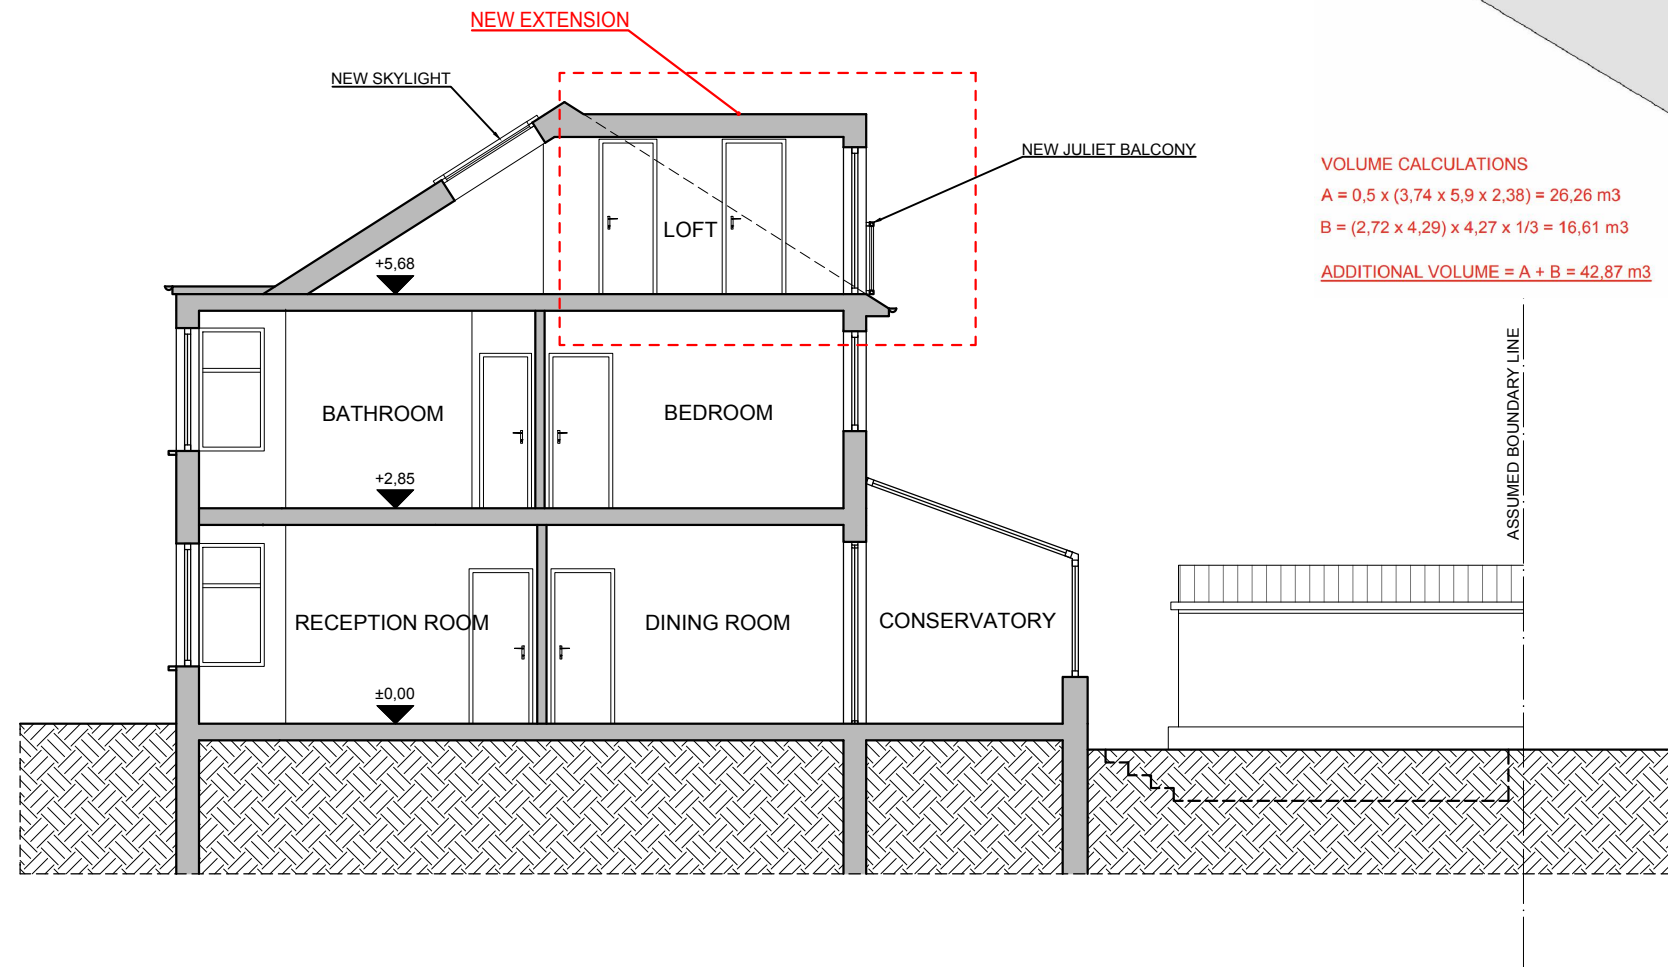 NEW EXTENSION
NEW SKYLIGHT
NEW JULIET BALCONY
VOLUME CALCULATIONS
A = 0,5 x (3,74 x 5,9 x 2,38) = 26,26 m3
B = (2,72 x 4,29) x 4,27 x 1/3 = 16,61 m3
ADDITIONAL VOLUME = A + B = 42,87 m3
LOFT
+5,68
ASSUMED BOUNDARY LINE
BATHROOM
BEDROOM
+2,85
RECEPTION ROOM
DINING ROOM
CONSERVATORY
±0,00